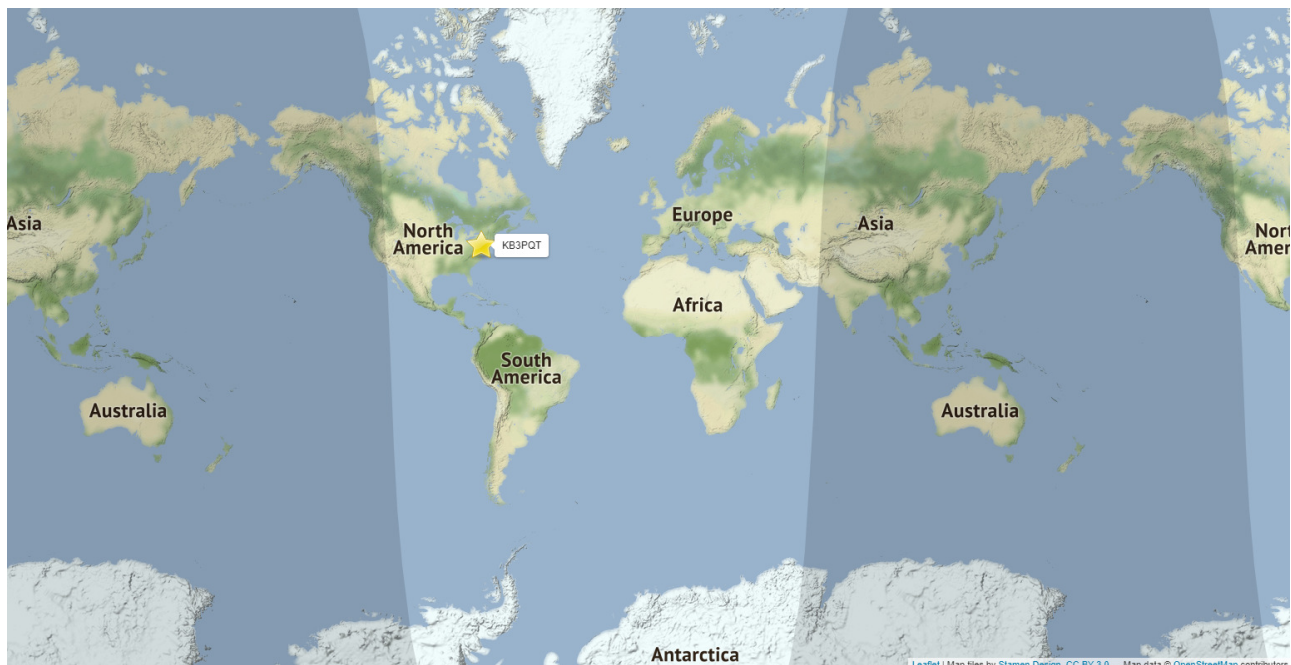 Asia
North
America
KB3PQT
South
America
Australia
Europe
Africa
Antarctica
Asia
Australia
Nort
Amer
Leaflet | Map tiles by Stamen Design, CC BY 3.0 — Map data © OpenStreetMap contributors